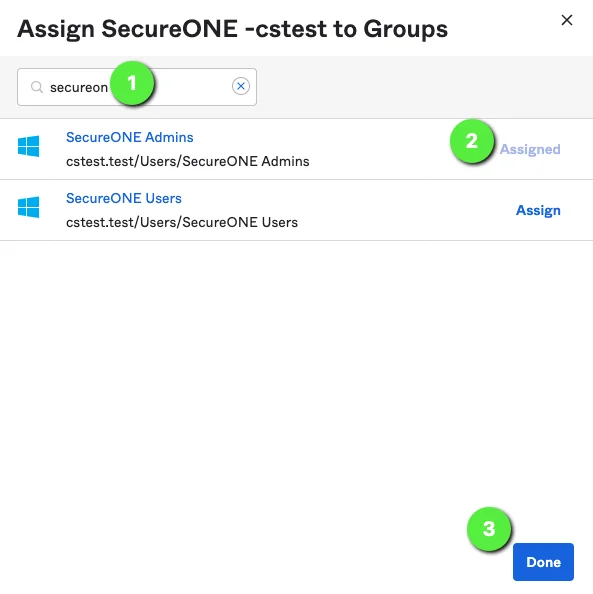 Assign SecureONE -cstest to Groups
secureon 1
SecureONE Admins
cstest.test/Users/SecureONE Admins
2 Assigned
SecureONE Users
cstest.test/Users/SecureONE Users
Assign
3
Done